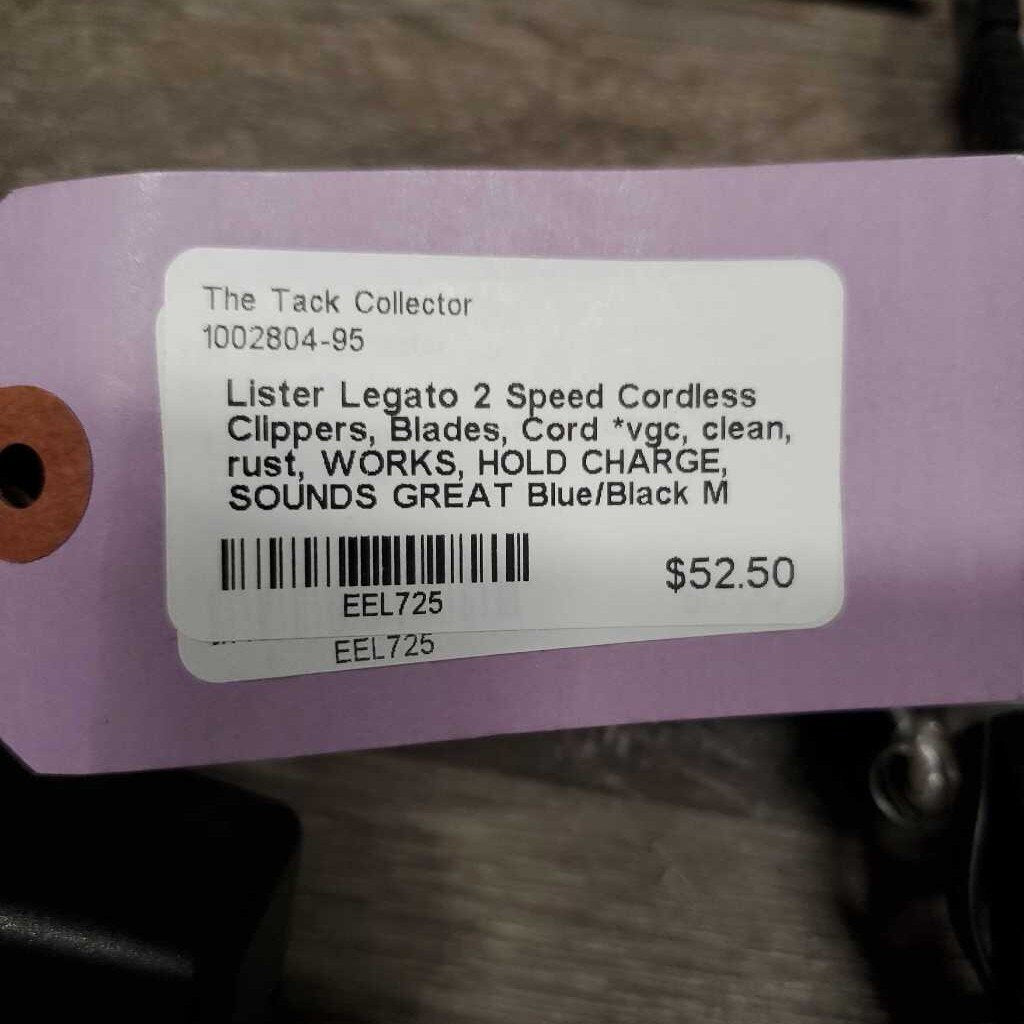 The Tack Collector
1002804-95
Lister Legato 2 Speed Cordless
Clippers, Blades, Cord *vgc, clean,
rust, WORKS, HOLD CHARGE,
SOUNDS GREAT Blue/Black M
$52.50
EEL725
EEL725